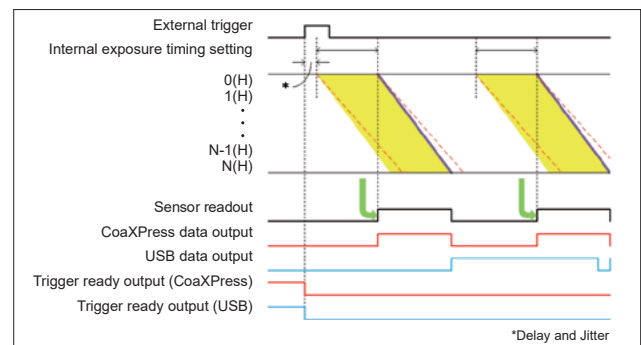 External trigger
Internal exposure timing setting
*
0(H)
1(H)
•
•
•
N-1(H)
N(H)
Sensor readout
CoaXPress data output
USB data output
Trigger ready output (CoaXPress)
Trigger ready output (USB)
*Delay and Jitter